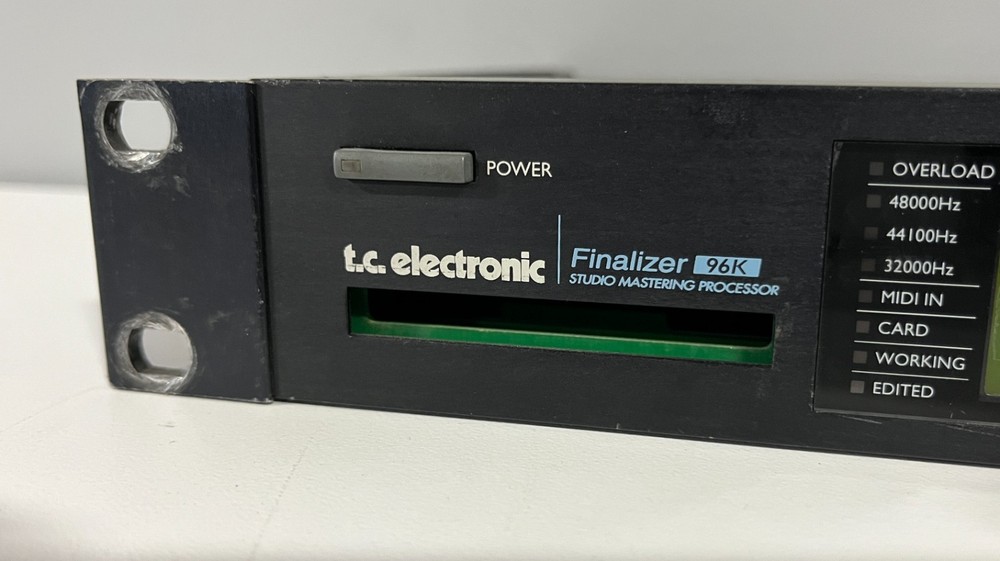 POWER
t.c. electronic
Finalizer 96K
STUDIO MASTERING PROCESSOR
OVERLOAD
48000Hz
44100Hz
32000Hz
MIDI IN
CARD
WORKING
EDITED